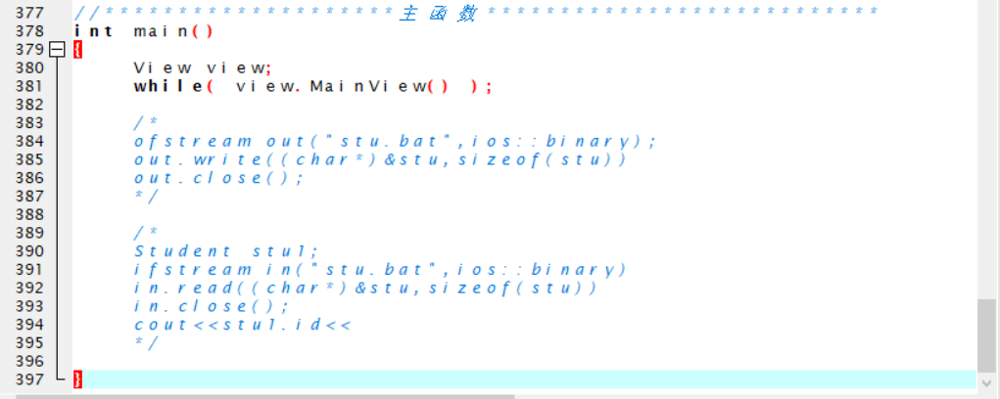 377 //********************主函数***************************
378 int main()
379 {
380 View view;
381 while( view.MainView() );
382
383 /*
384 ofstream out("stu.bat",ios::binary);
385 out.write((char*)&stu,sizeof(stu))
386 out.close();
387 */
388
389 /*
390 Student stu1;
391 ifstream in("stu.bat",ios::binary)
392 in.read((char*)&stu,sizeof(stu))
393 in.close();
394 cout<<stu1.id<<
395 */
396
397 }